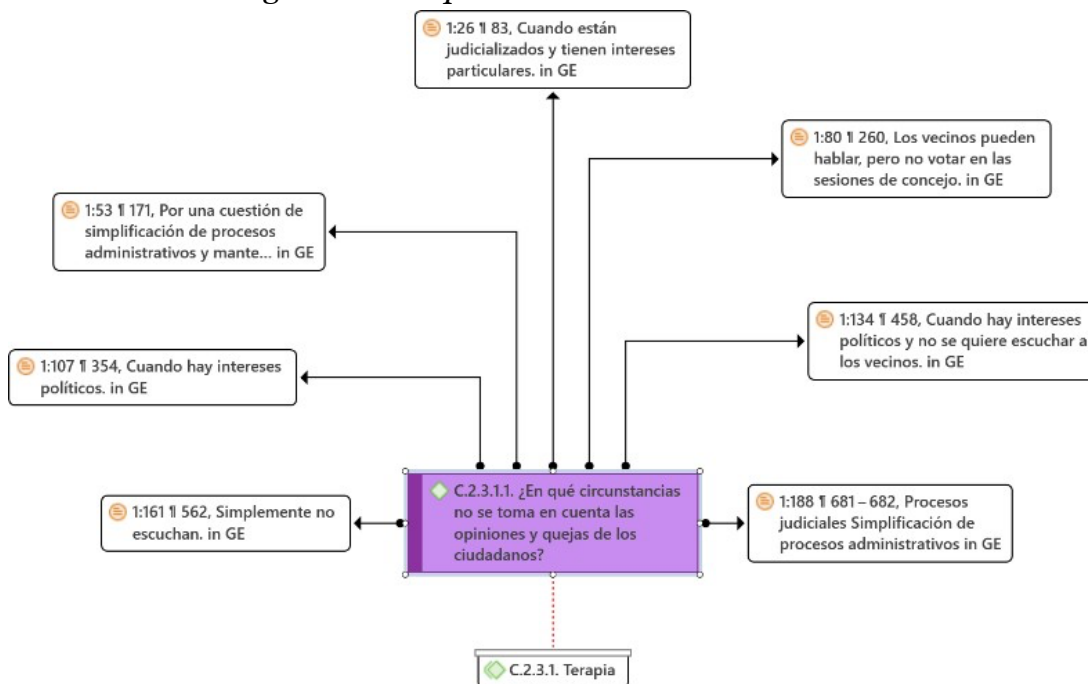 1:26 ¶ 83, Cuando están
judicializados y tienen intereses
particulares. in GE
1:80 ¶ 260, Los vecinos pueden
hablar, pero no votar en las
sesiones de concejo. in GE
1:53 ¶ 171, Por una cuestión de
simplificación de procesos
administrativos y mante... in GE
1:134 ¶ 458, Cuando hay intereses
políticos y no se quiere escuchar a
los vecinos. in GE
1:107 ¶ 354, Cuando hay intereses
políticos. in GE
C.2.3.1.1. ¿En qué circunstancias
no se toma en cuenta las
opiniones y quejas de los
ciudadanos?
1:161 ¶ 562, Simplemente no
escuchan. in GE
1:188 ¶ 681 – 682, Procesos
judiciales Simplificación de
procesos administrativos in GE
C.2.3.1. Terapia